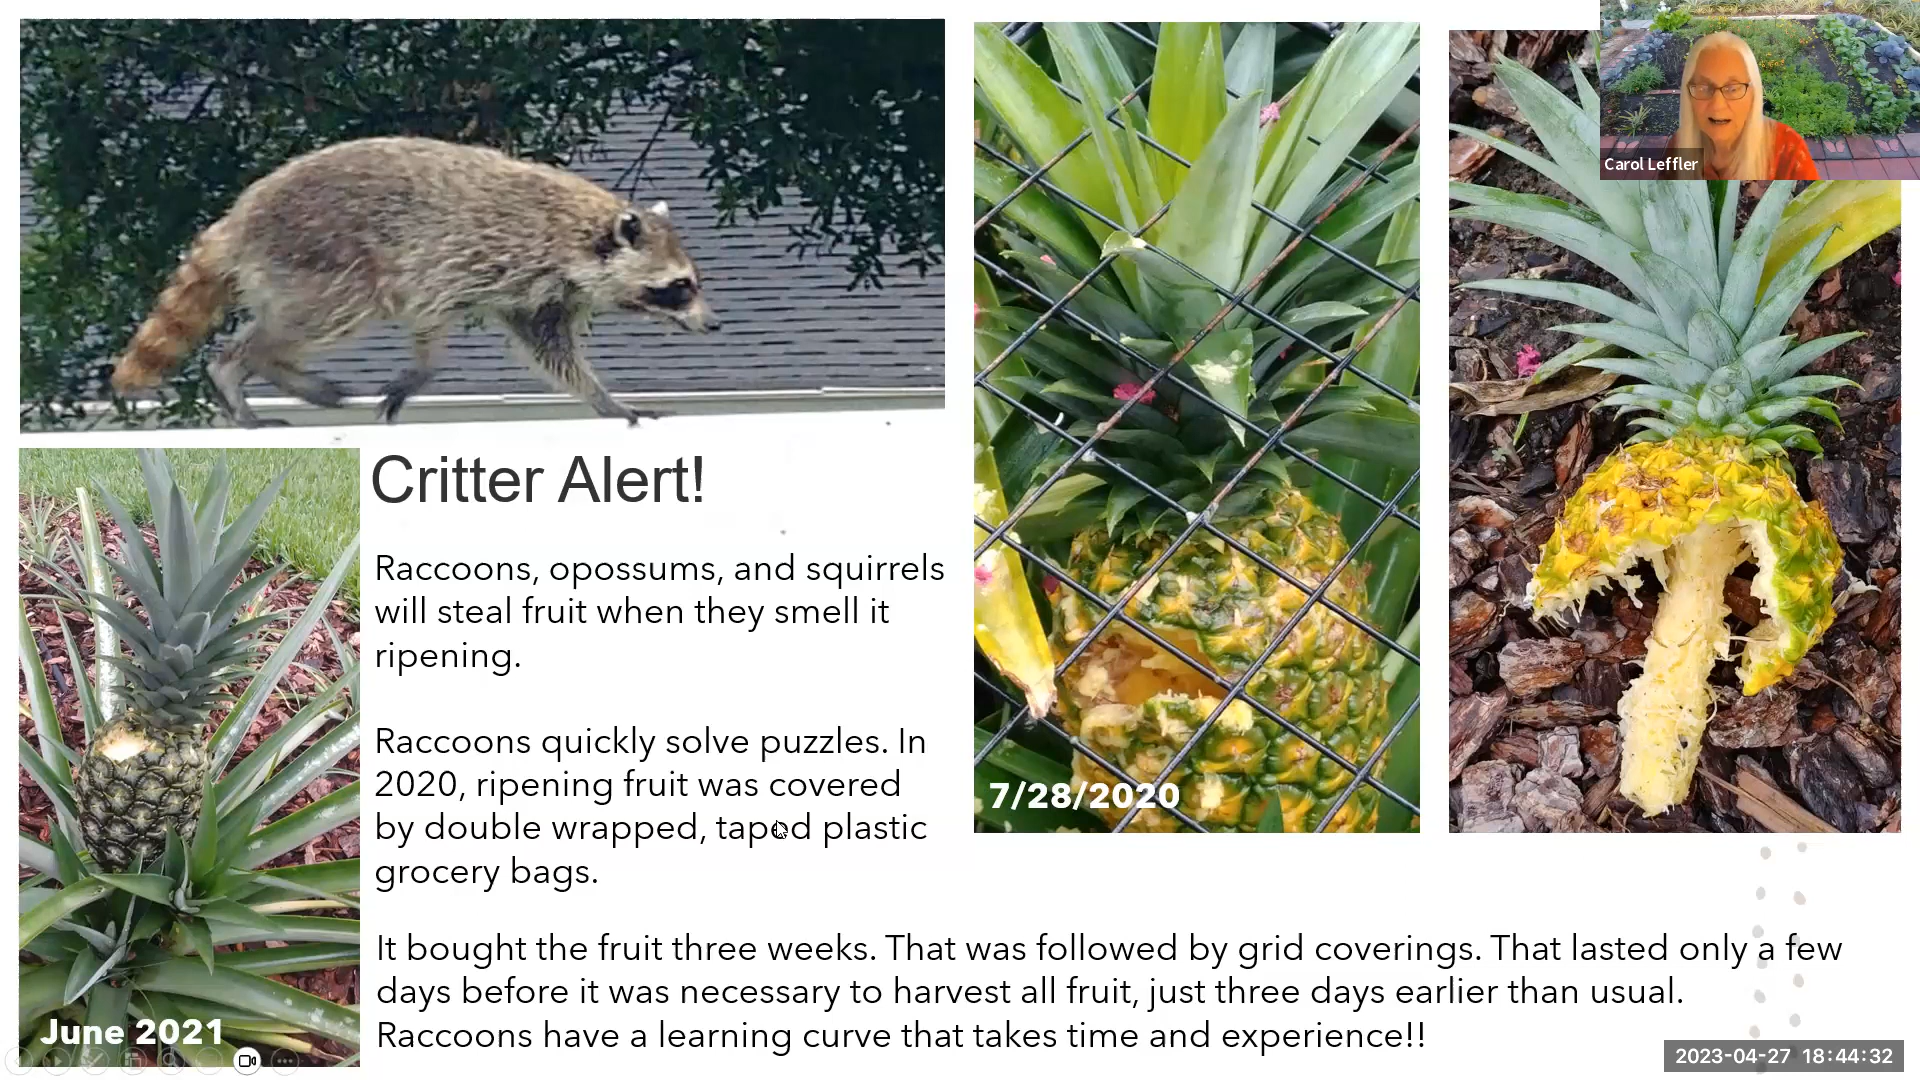 Carol Leffler
Critter Alert!
Raccoons, opossums, and squirrels
will steal fruit when they smell it
ripening.
Raccoons quickly solve puzzles. In
2020, ripening fruit was covered
by double wrapped, taped plastic
grocery bags.
7/28/2020
It bought the fruit three weeks. That was followed by grid coverings. That lasted only a few
days before it was necessary to harvest all fruit, just three days earlier than usual.
Raccoons have a learning curve that takes time and experience!!
June 2021
2023-04-27 18:44:32